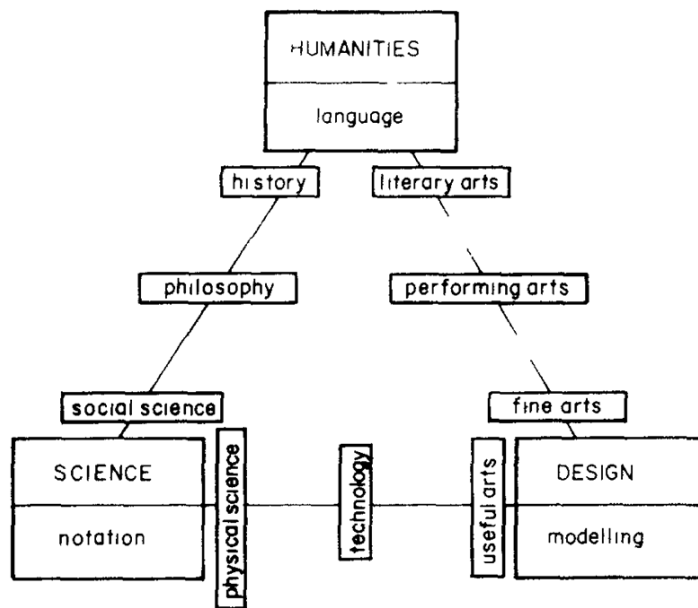 HUMANITIES
language
history
literary arts
philosophy
performing arts
social science
fine arts
SCIENCE
notation
physical science
technology
useful arts
DESIGN
modelling